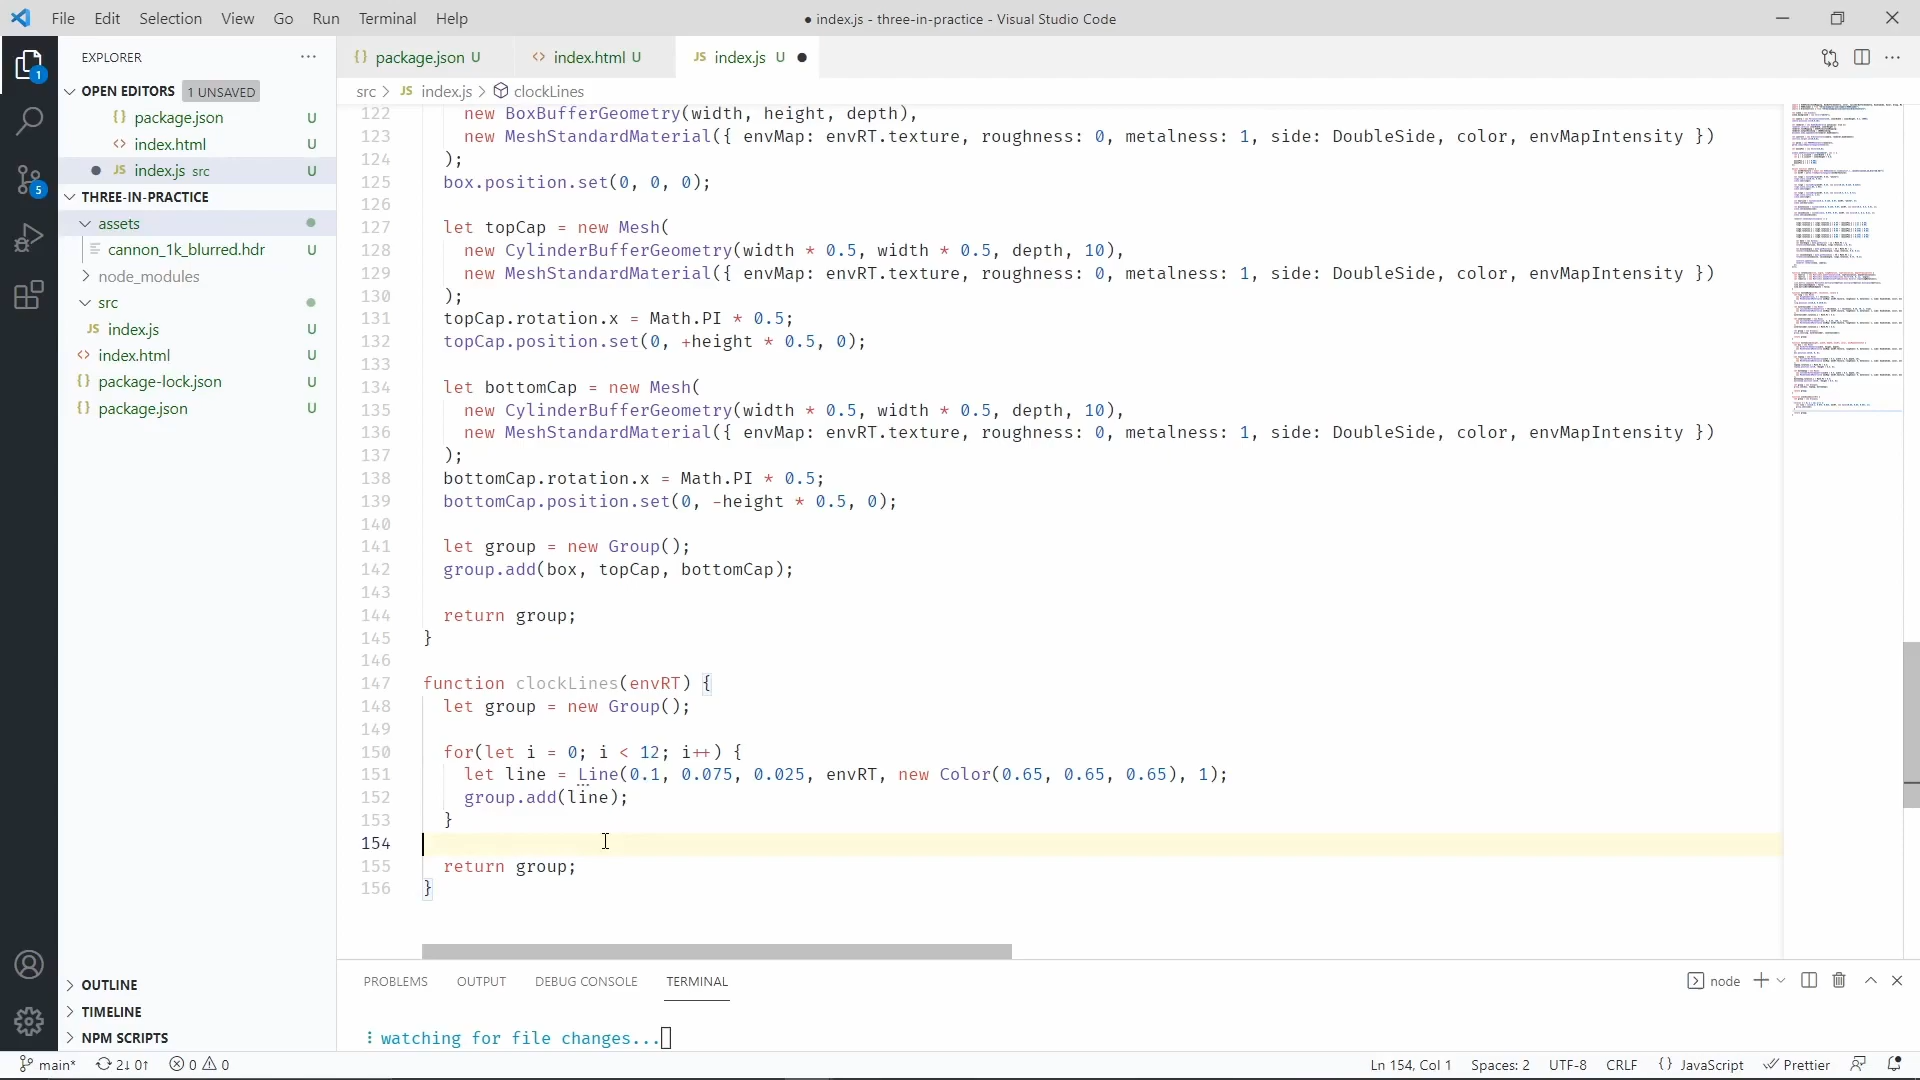 File Edit Selection View Go Run Terminal Help
● index.js - three-in-practice - Visual Studio Code
EXPLORER
OPEN EDITORS 1 UNSAVED
{} package.json U
<> index.html U
● JS index.js src U
THREE-IN-PRACTICE
assets
cannon_1k_blurred.hdr U
node_modules
src
JS index.js U
<> index.html U
{} package-lock.json U
{} package.json U
OUTLINE
TIMELINE
NPM SCRIPTS
1
5
{} package.json U
<> index.html U
JS index.js U ●
src > JS index.js > clockLines
122 new BoxBufferGeometry(width, height, depth),
123 new MeshStandardMaterial({ envMap: envRT.texture, roughness: 0, metalness: 1, side: DoubleSide, color, envMapIntensity })
124 );
125 box.position.set(0, 0, 0);
126
127 let topCap = new Mesh(
128 new CylinderBufferGeometry(width * 0.5, width * 0.5, depth, 10),
129 new MeshStandardMaterial({ envMap: envRT.texture, roughness: 0, metalness: 1, side: DoubleSide, color, envMapIntensity })
130 );
131 topCap.rotation.x = Math.PI * 0.5;
132 topCap.position.set(0, +height * 0.5, 0);
133
134 let bottomCap = new Mesh(
135 new CylinderBufferGeometry(width * 0.5, width * 0.5, depth, 10),
136 new MeshStandardMaterial({ envMap: envRT.texture, roughness: 0, metalness: 1, side: DoubleSide, color, envMapIntensity })
137 );
138 bottomCap.rotation.x = Math.PI * 0.5;
139 bottomCap.position.set(0, -height * 0.5, 0);
140
141 let group = new Group();
142 group.add(box, topCap, bottomCap);
143
144 return group;
145 }
146
147 function clockLines(envRT) {
148 let group = new Group();
149
150 for(let i = 0; i < 12; i++) {
151 let line = Line(0.1, 0.075, 0.025, envRT, new Color(0.65, 0.65, 0.65), 1);
152 group.add(line);
153 }
154
155 return group;
156 }
PROBLEMS OUTPUT DEBUG CONSOLE TERMINAL
node
watching for file changes...
main* 2↓ 0↑ 0 0
Ln 154, Col 1 Spaces: 2 UTF-8 CRLF {} JavaScript Prettier